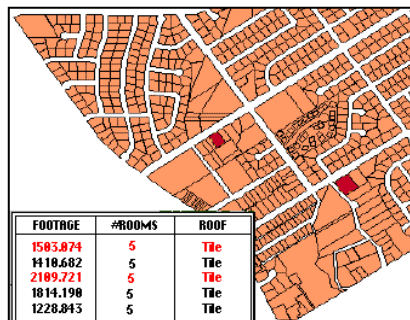 FOOTAGE #ROOMS ROOF
1503.074 5 Tile
1410.682 5 Tile
2109.721 5 Tile
1814.190 5 Tile
1228.843 5 Tile